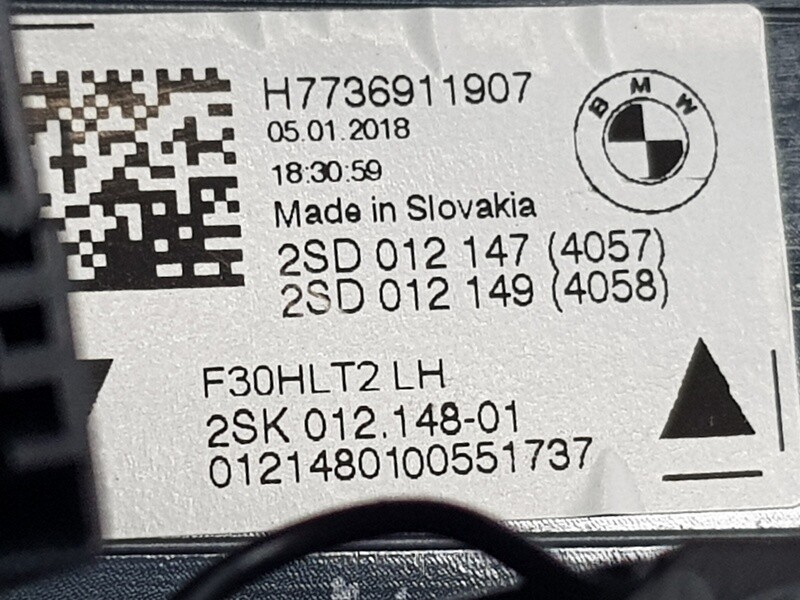 H7736911907
05.01.2018
18:30:59
Made in Slovakia
BMW
2SD 012 147 (4057)
2SD 012 149 (4058)
F30HLT2 LH
2SK 012.148-01
0121480100551737